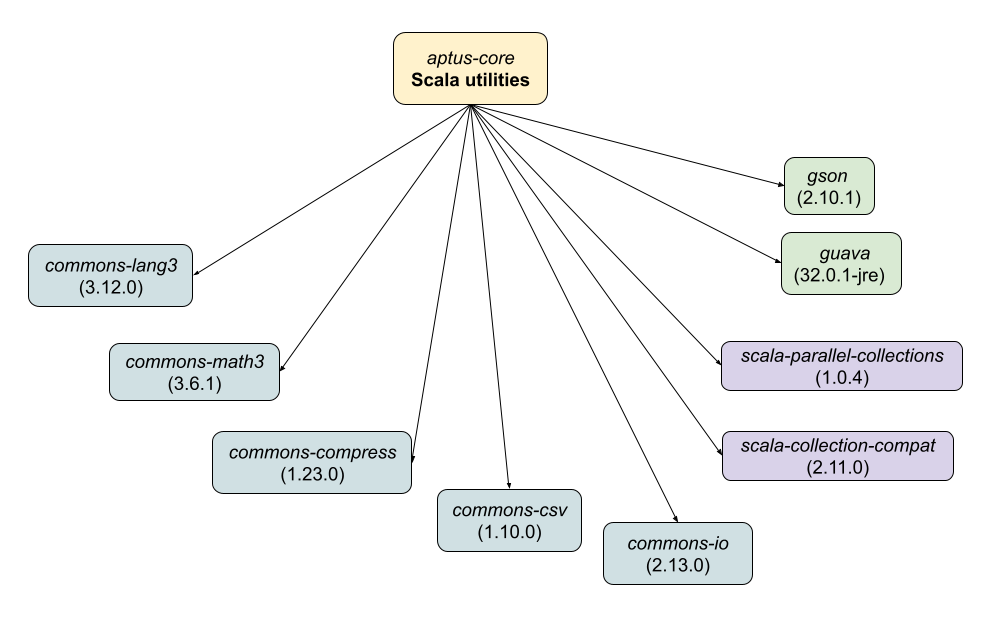 aptus-core
Scala utilities
gson
(2.10.1)
guava
(32.0.1-jre)
commons-lang3
(3.12.0)
commons-math3
(3.6.1)
scala-parallel-collections
(1.0.4)
commons-compress
(1.23.0)
scala-collection-compat
(2.11.0)
commons-csv
(1.10.0)
commons-io
(2.13.0)